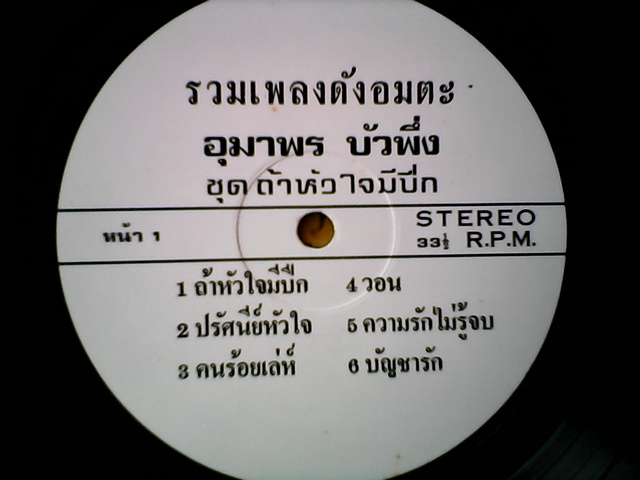 รวมเพลงดังอมตะ
อุมาพร บัวพึ่ง
ชุด ถ้าหัวใจมีปีก
หน้า 1
STEREO
33⅓ R.P.M.
1 ถ้าหัวใจมีปีก
4 วอน
2 ปรัศนีย์หัวใจ
5 ความรักไม่รู้จบ
3 คนร้อยเล่ห์
6 บัญชารัก